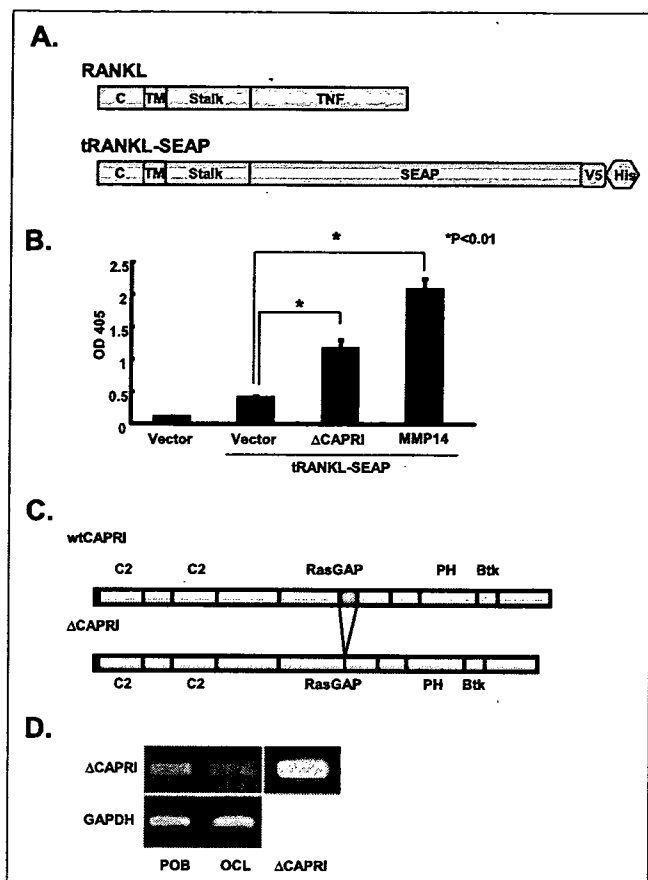 A.
RANKL
C TM Stalk TNF
tRANKL-SEAP
C TM Stalk SEAP V5 His
B.
* *P<0.01
*
OD 405
2.5
2
1.5
1
0.5
0
Vector Vector ΔCAPRI MMP14
tRANKL-SEAP
C.
wtCAPRI
C2 C2 RasGAP PH Btk
ΔCAPRI
C2 C2 RasGAP PH Btk
D.
ΔCAPRI
GAPDH
POB OCL ΔCAPRI